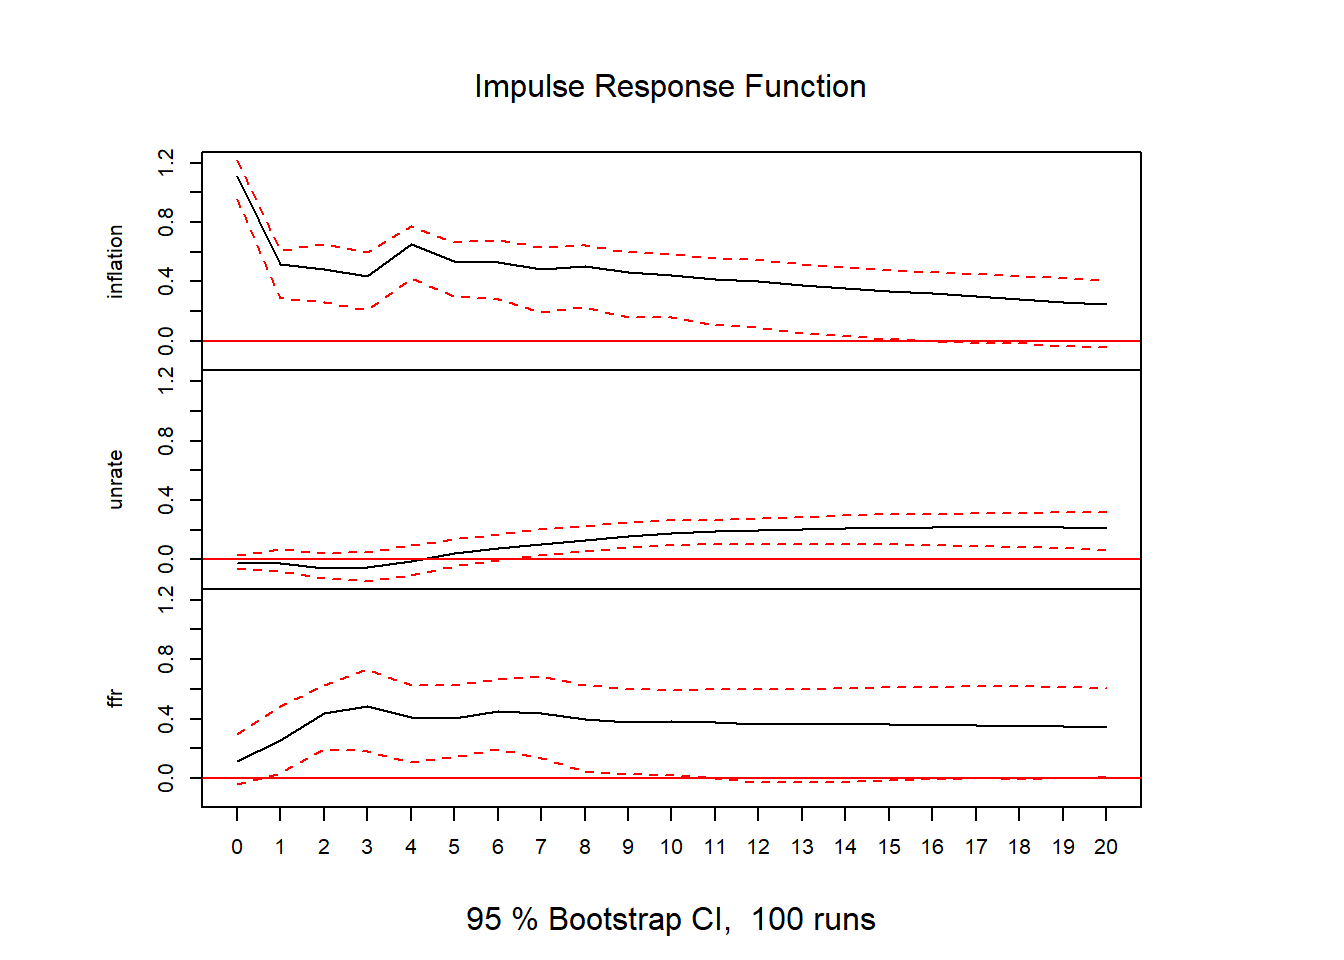 Impulse Response Function
inflation
0.0 0.4 0.8 1.2
unrate
0.0 0.4 0.8 1.2
ffr
0.0 0.4 0.8 1.2
0 1 2 3 4 5 6 7 8 9 10 11 12 13 14 15 16 17 18 19 20
95 % Bootstrap CI,  100 runs